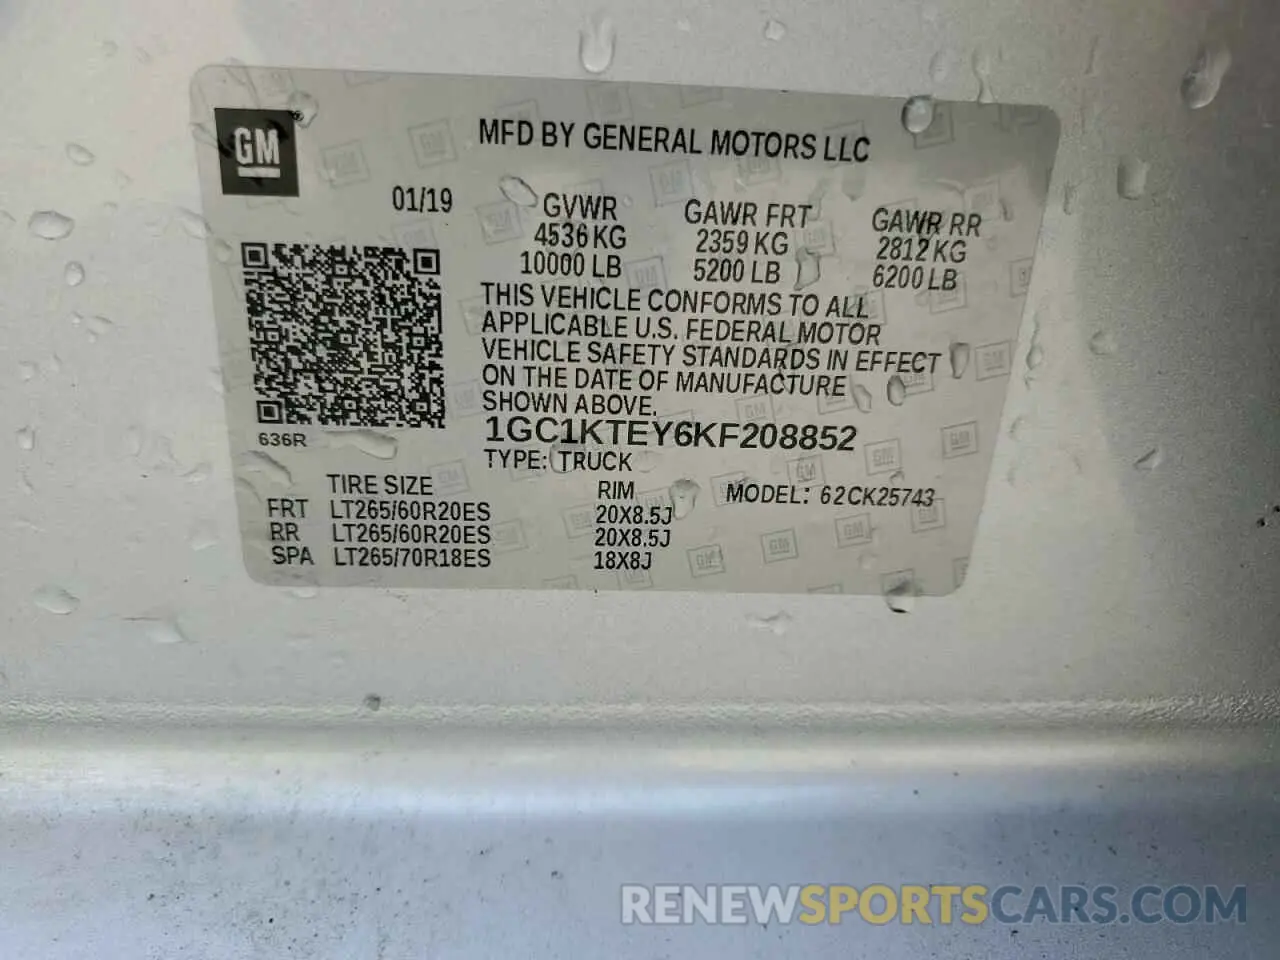 GM
MFD BY GENERAL MOTORS LLC
01/19
GVWR GAWR FRT GAWR RR
4536 KG 2359 KG 2812 KG
10000 LB 5200 LB 6200 LB
THIS VEHICLE CONFORMS TO ALL
APPLICABLE U.S. FEDERAL MOTOR
VEHICLE SAFETY STANDARDS IN EFFECT
ON THE DATE OF MANUFACTURE
SHOWN ABOVE.
636R
1GC1KTEY6KF208852
TYPE: TRUCK
TIRE SIZE RIM MODEL: 62CK25743
FRT LT265/60R20ES 20X8.5J
RR LT265/60R20ES 20X8.5J
SPA LT265/70R18ES 18X8J
RENEWSPORTSCARS.COM